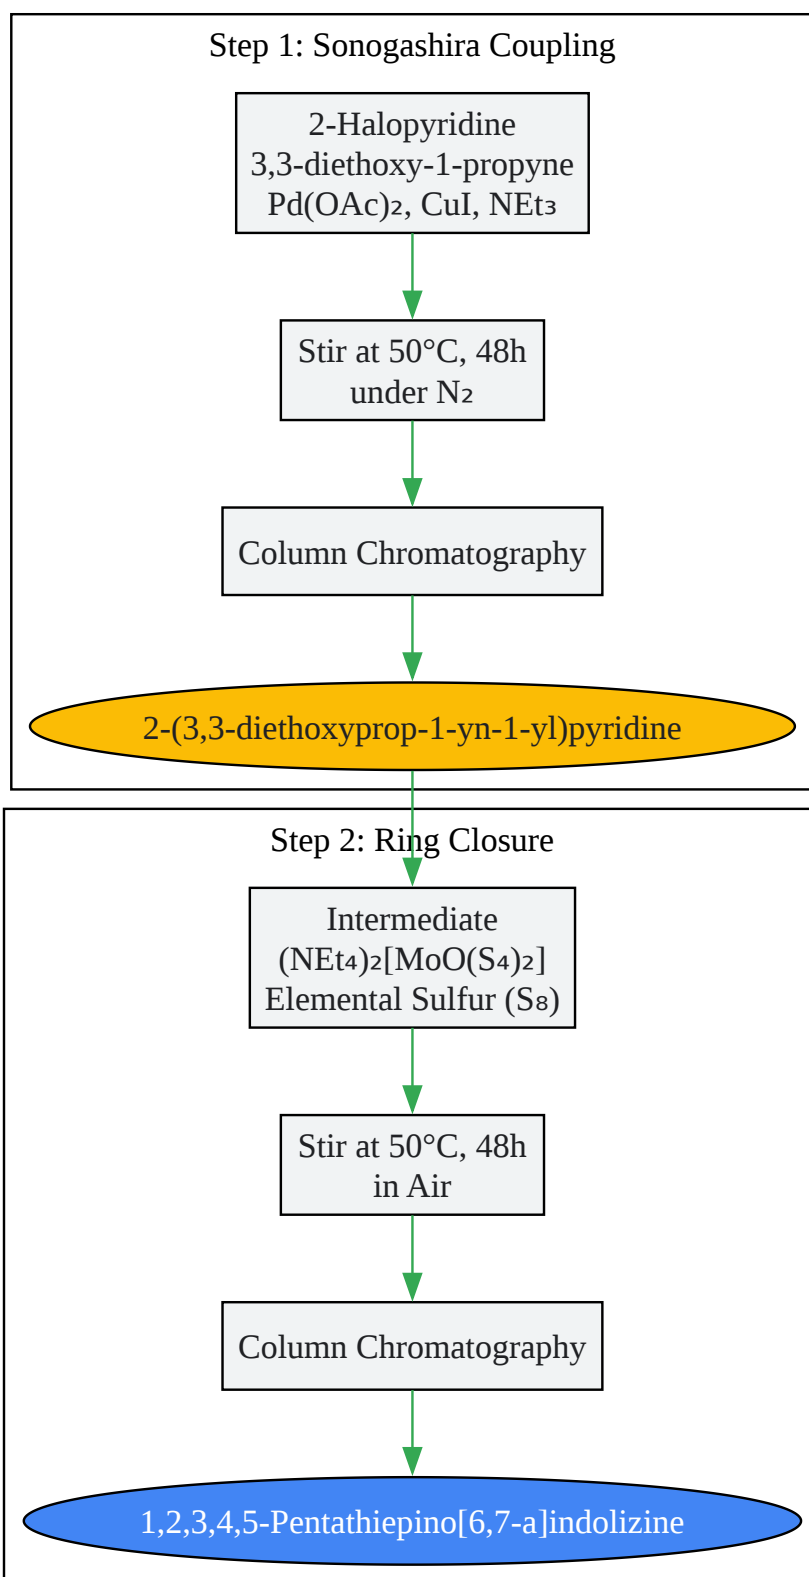 Step 1: Sonogashira Coupling
2-Halopyridine
3,3-diethoxy-1-propyne
Pd(OAc)₂, CuI, NEt₃
Stir at 50°C, 48h
under N₂
Column Chromatography
2-(3,3-diethoxyprop-1-yn-1-yl)pyridine
Step 2: Ring Closure
Intermediate
(NEt₄)₂[MoO(S₄)₂]
Elemental Sulfur (S₈)
Stir at 50°C, 48h
in Air
Column Chromatography
1,2,3,4,5-Pentathiepino[6,7-a]indolizine